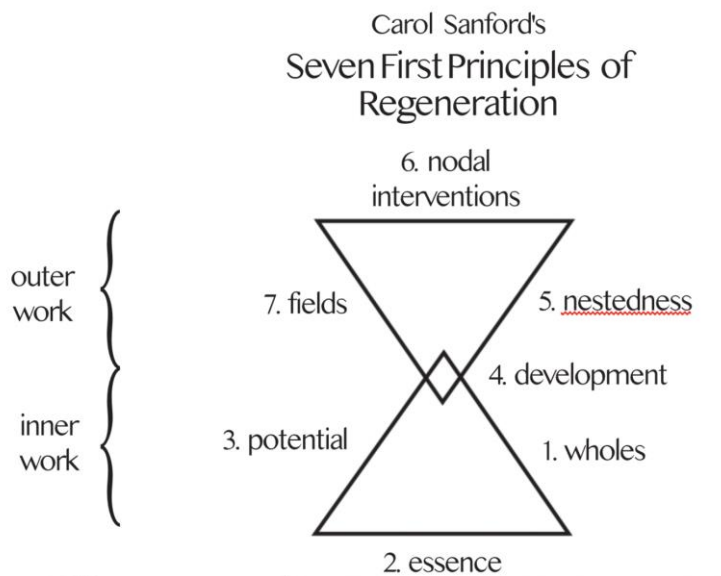 Carol Sanford's
Seven First Principles of
Regeneration
6. nodal
interventions
outer
work
7. fields
5. nestedness
4. development
inner
work
3. potential
1. wholes
2. essence